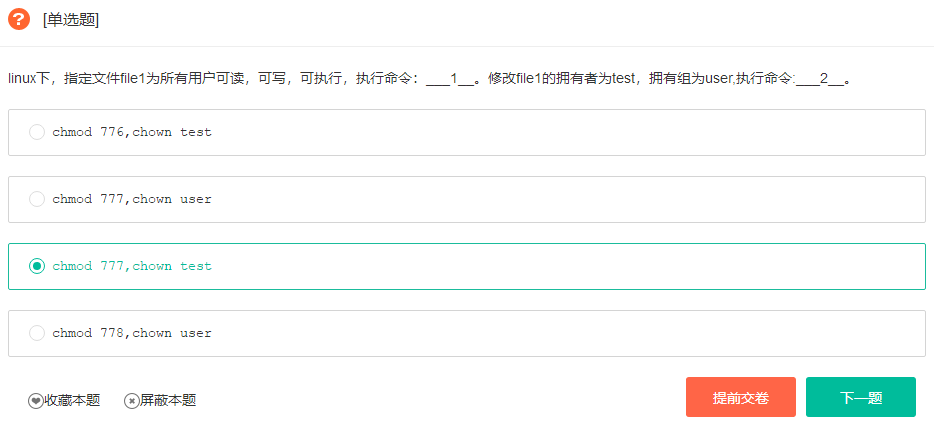 ? [单选题]
linux下，指定文件file1为所有用户可读，可写，可执行，执行命令：___1__。修改file1的拥有者为test，拥有组为user,执行命令:___2__。
chmod 776,chown test
chmod 777,chown user
chmod 777,chown test
chmod 778,chown user
收藏本题 屏蔽本题 提前交卷 下一题